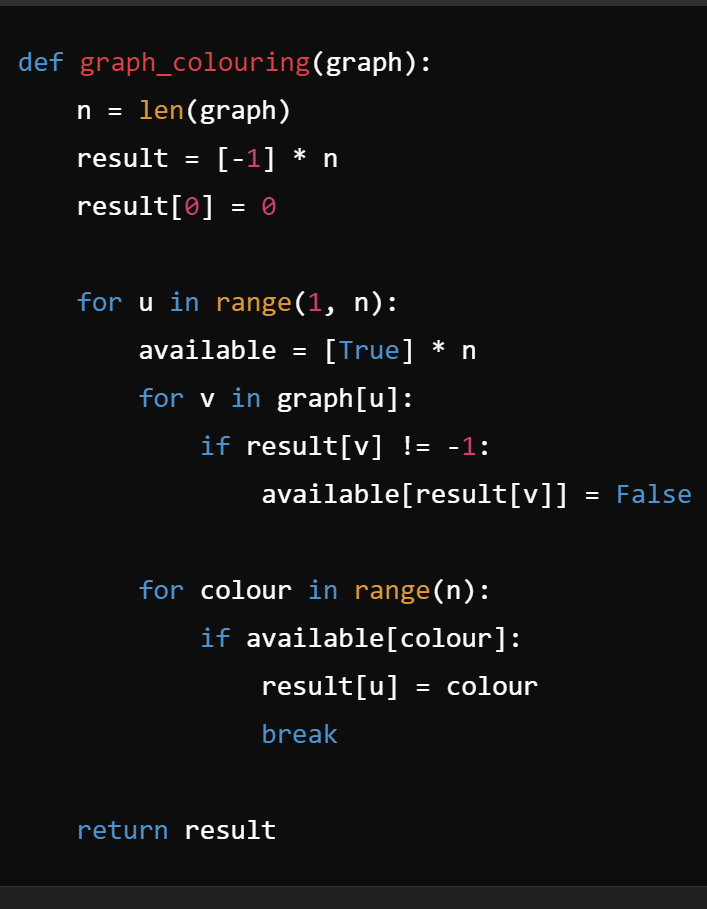 def graph_colouring(graph):
    n = len(graph)
    result = [-1] * n
    result[0] = 0

    for u in range(1, n):
        available = [True] * n
        for v in graph[u]:
            if result[v] != -1:
                available[result[v]] = False

        for colour in range(n):
            if available[colour]:
                result[u] = colour
                break

    return result